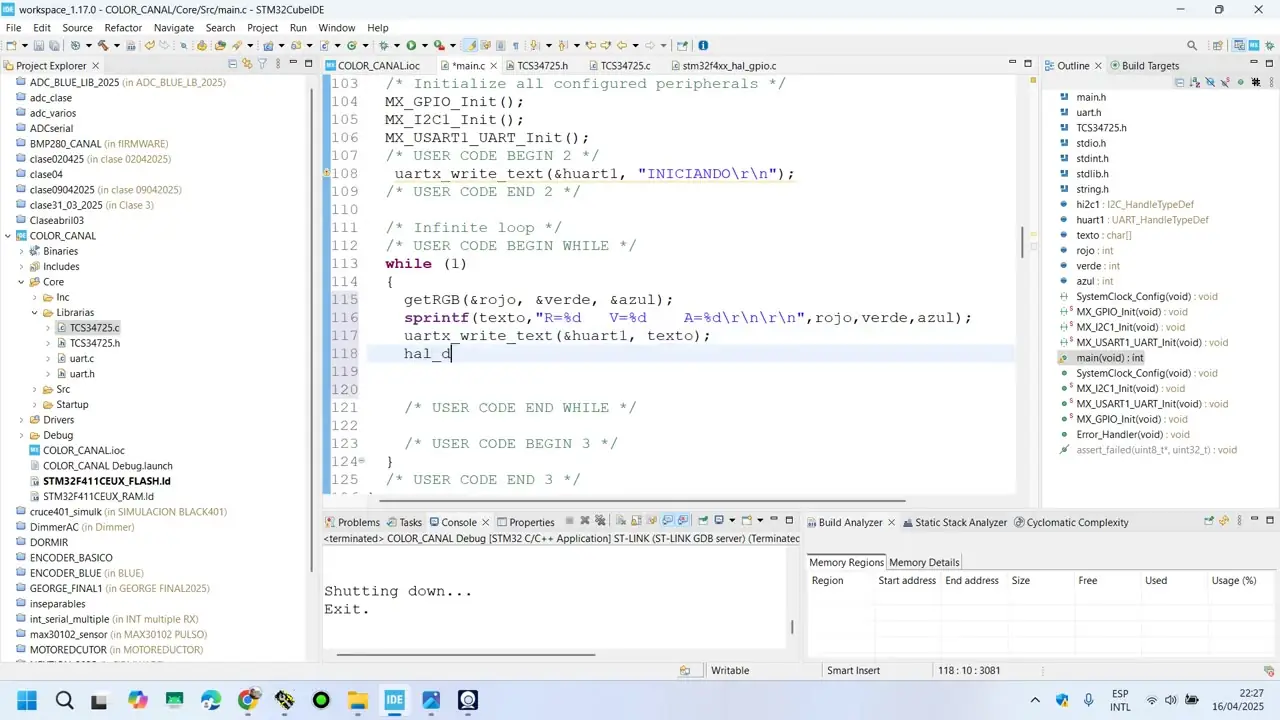 workspace_1.17.0 - COLOR_CANAL/Core/Src/main.c - STM32CubeIDE
File Edit Source Refactor Navigate Search Project Run Window Help
Project Explorer
COLOR_CANAL.ioc
*main.c
TCS34725.h
TCS34725.c
stm32f4xx_hal_gpio.c
Outline
Build Targets
ADC_BLUE_LIB_2025 (in ADC_BLUE_LIB_2025)
adc_clase
adc_varios
ADCserial
BMP280_CANAL (in fIRMWARE)
clase020425 (in clase 02042025)
clase04
clase09042025 (in clase 09042025)
clase31_03_2025 (in Clase 3)
Claseabril03
COLOR_CANAL
Binaries
Includes
Core
Inc
Librarias
TCS34725.c
TCS34725.h
uart.c
uart.h
Src
Startup
Drivers
Debug
COLOR_CANAL.ioc
COLOR_CANAL Debug.launch
STM32F411CEUX_FLASH.ld
STM32F411CEUX_RAM.ld
cruce401_simulk (in SIMULACION BLACK401)
DimmerAC (in Dimmer)
DORMIR
ENCODER_BASICO
ENCODER_BLUE (in BLUE)
GEORGE_FINAL1 (in GEORGE FINAL2025)
inseparables
int_serial_multiple (in INT multiple RX)
max30102_sensor (in MAX30102 PULSO)
MOTOREDCUTOR (in MOTOREDUCTOR)
103 /* Initialize all configured peripherals */
104 MX_GPIO_Init();
105 MX_I2C1_Init();
106 MX_USART1_UART_Init();
107 /* USER CODE BEGIN 2 */
108 uartx_write_text(&huart1, "INICIANDO\r\n");
109 /* USER CODE END 2 */
110
111 /* Infinite loop */
112 /* USER CODE BEGIN WHILE */
113 while (1)
114 {
115 getRGB(&rojo, &verde, &azul);
116 sprintf(texto,"R=%d   V=%d    A=%d\r\n\r\n",rojo,verde,azul);
117 uartx_write_text(&huart1, texto);
118 hal_d
119
120
121 /* USER CODE END WHILE */
122
123 /* USER CODE BEGIN 3 */
124 }
125 /* USER CODE END 3 */
main.h
uart.h
TCS34725.h
stdio.h
stdint.h
stdlib.h
string.h
hi2c1 : I2C_HandleTypeDef
huart1 : UART_HandleTypeDef
texto : char[]
rojo : int
verde : int
azul : int
SystemClock_Config(void) : void
MX_GPIO_Init(void) : void
MX_I2C1_Init(void) : void
MX_USART1_UART_Init(void) : void
main(void) : int
SystemClock_Config(void) : void
MX_I2C1_Init(void) : void
MX_USART1_UART_Init(void) : void
MX_GPIO_Init(void) : void
Error_Handler(void) : void
assert_failed(uint8_t*, uint32_t) : void
Problems Tasks Console Properties
<terminated> COLOR_CANAL Debug [STM32 C/C++ Application] ST-LINK (ST-LINK GDB server) (Terminated
Shutting down...
Exit.
Build Analyzer Static Stack Analyzer Cyclomatic Complexity
Memory Regions Memory Details
Region Start address End address Size Free Used Usage (%)
Writable Smart Insert 118 : 10 : 3081
IDE
ESP
INTL
22:27
16/04/2025